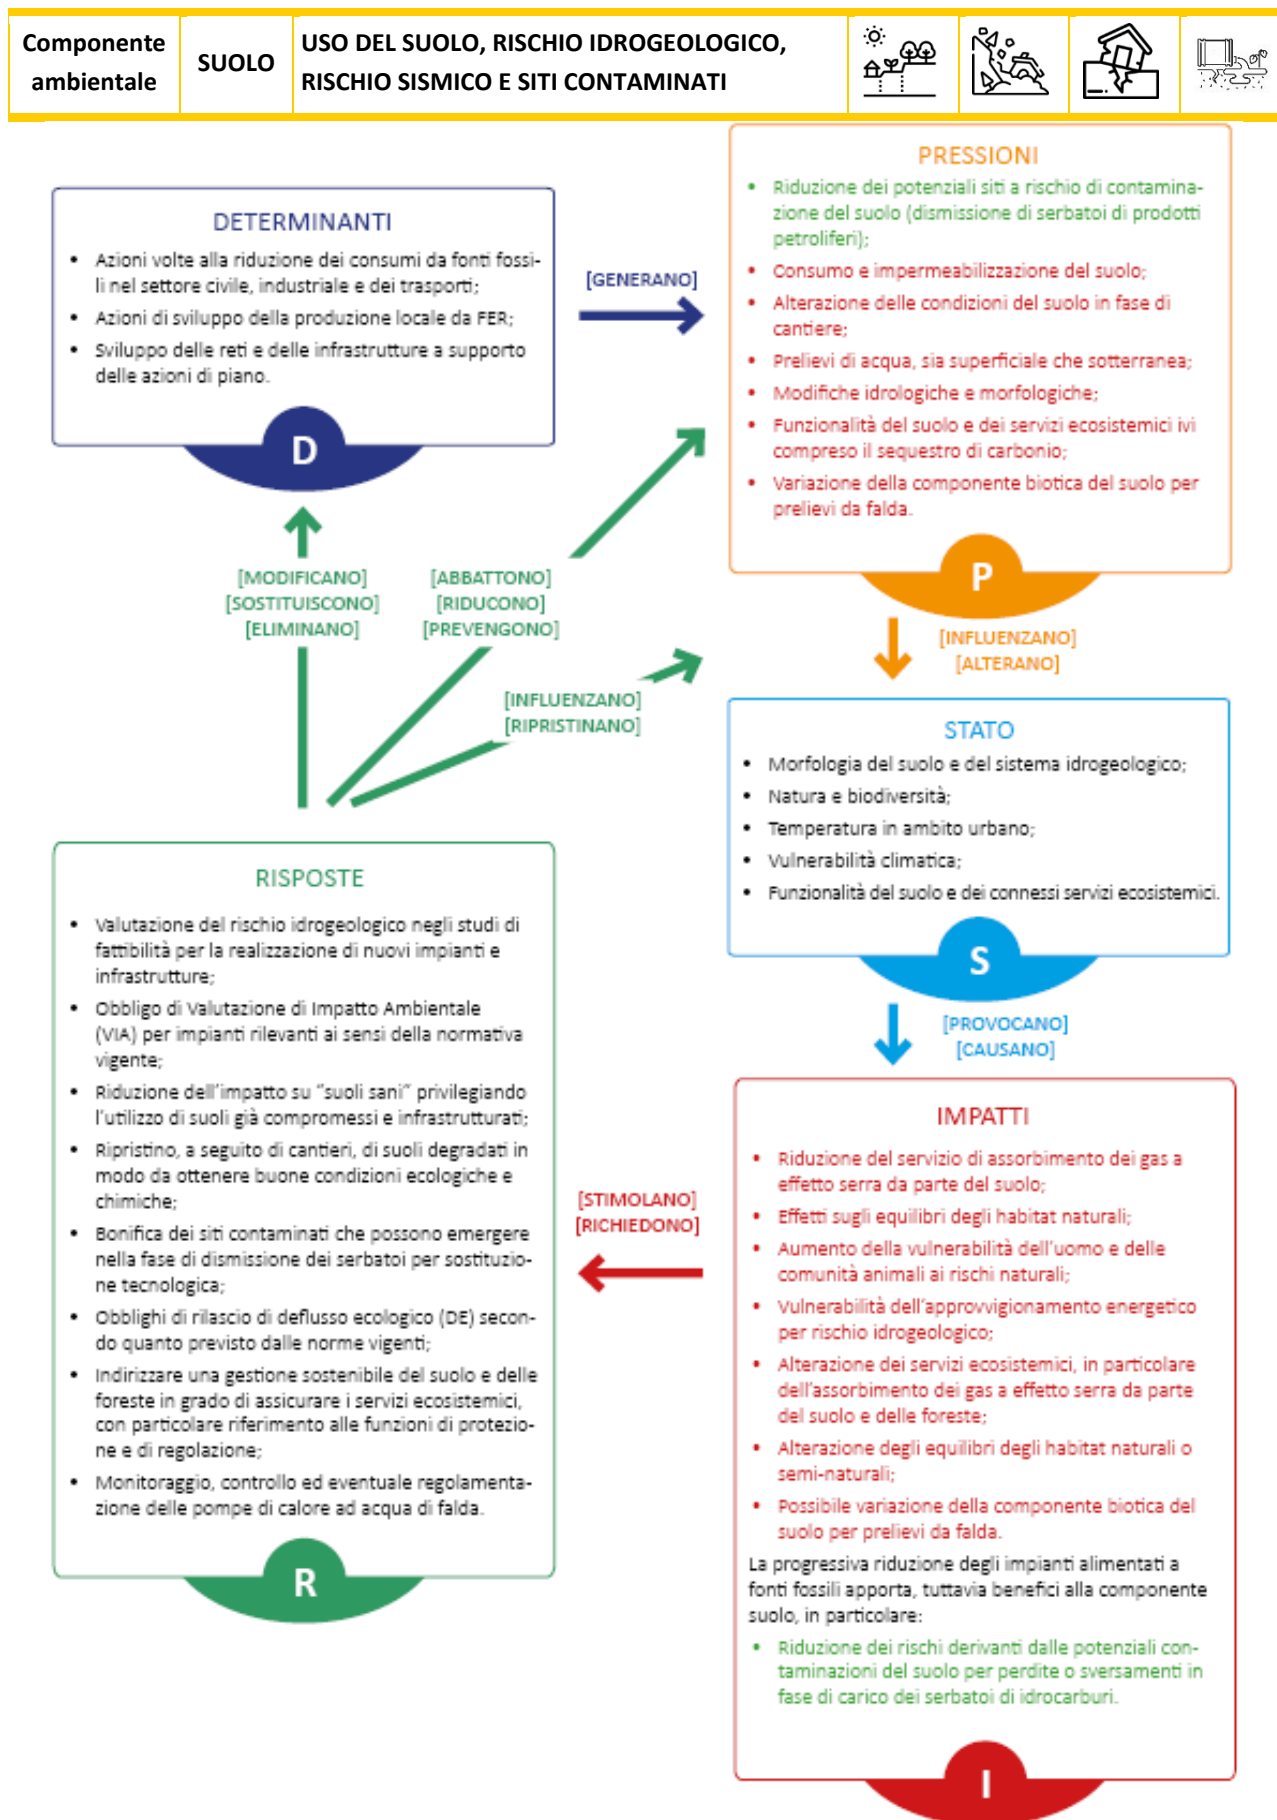 Componente
ambientale
SUOLO
USO DEL SUOLO, RISCHIO IDROGEOLOGICO,
RISCHIO SISMICO E SITI CONTAMINATI
DETERMINANTI
• Azioni volte alla riduzione dei consumi da fonti fossi-
li nel settore civile, industriale e dei trasporti;
• Azioni di sviluppo della produzione locale da FER;
• Sviluppo delle reti e delle infrastrutture a supporto
delle azioni di piano.
D
[GENERANO]
PRESSIONI
• Riduzione dei potenziali siti a rischio di contamina-
zione del suolo (dismissione di serbatoi di prodotti
petroliferi);
• Consumo e impermeabilizzazione del suolo;
• Alterazione delle condizioni del suolo in fase di
cantiere;
• Prelievi di acqua, sia superficiale che sotterranea;
• Modifiche idrologiche e morfologiche;
• Funzionalità del suolo e dei servizi ecosistemici ivi
compreso il sequestro di carbonio;
• Variazione della componente biotica del suolo per
prelievi da falda.
P
[MODIFICANO]
[SOSTITUISCONO]
[ELIMINANO]
[ABBATTONO]
[RIDUCONO]
[PREVENGONO]
[INFLUENZANO]
[RIPRISTINANO]
[INFLUENZANO]
[ALTERANO]
STATO
• Morfologia del suolo e del sistema idrogeologico;
• Natura e biodiversità;
• Temperatura in ambito urbano;
• Vulnerabilità climatica;
• Funzionalità del suolo e dei connessi servizi ecosistemici.
S
[PROVOCANO]
[CAUSANO]
IMPATTI
• Riduzione del servizio di assorbimento dei gas a
effetto serra da parte del suolo;
• Effetti sugli equilibri degli habitat naturali;
• Aumento della vulnerabilità dell'uomo e delle
comunità animali ai rischi naturali;
• Vulnerabilità dell'approvvigionamento energetico
per rischio idrogeologico;
• Alterazione dei servizi ecosistemici, in particolare
dell'assorbimento dei gas a effetto serra da parte
del suolo e delle foreste;
• Alterazione degli equilibri degli habitat naturali o
semi-naturali;
• Possibile variazione della componente biotica del
suolo per prelievi da falda.
La progressiva riduzione degli impianti alimentati a
fonti fossili apporta, tuttavia benefici alla componente
suolo, in particolare:
• Riduzione dei rischi derivanti dalle potenziali con-
taminazioni del suolo per perdite o sversamenti in
fase di carico dei serbatoi di idrocarburi.
I
[STIMOLANO]
[RICHIEDONO]
RISPOSTE
• Valutazione del rischio idrogeologico negli studi di
fattibilità per la realizzazione di nuovi impianti e
infrastrutture;
• Obbligo di Valutazione di Impatto Ambientale
(VIA) per impianti rilevanti ai sensi della normativa
vigente;
• Riduzione dell'impatto su "suoli sani" privilegiando
l'utilizzo di suoli già compromessi e infrastrutturati;
• Ripristino, a seguito di cantieri, di suoli degradati in
modo da ottenere buone condizioni ecologiche e
chimiche;
• Bonifica dei siti contaminati che possono emergere
nella fase di dismissione dei serbatoi per sostituzio-
ne tecnologica;
• Obblighi di rilascio di deflusso ecologico (DE) secon-
do quanto previsto dalle norme vigenti;
• Indirizzare una gestione sostenibile del suolo e delle
foreste in grado di assicurare i servizi ecosistemici,
con particolare riferimento alle funzioni di protezio-
ne e di regolazione;
• Monitoraggio, controllo ed eventuale regolamenta-
zione delle pompe di calore ad acqua di falda.
R